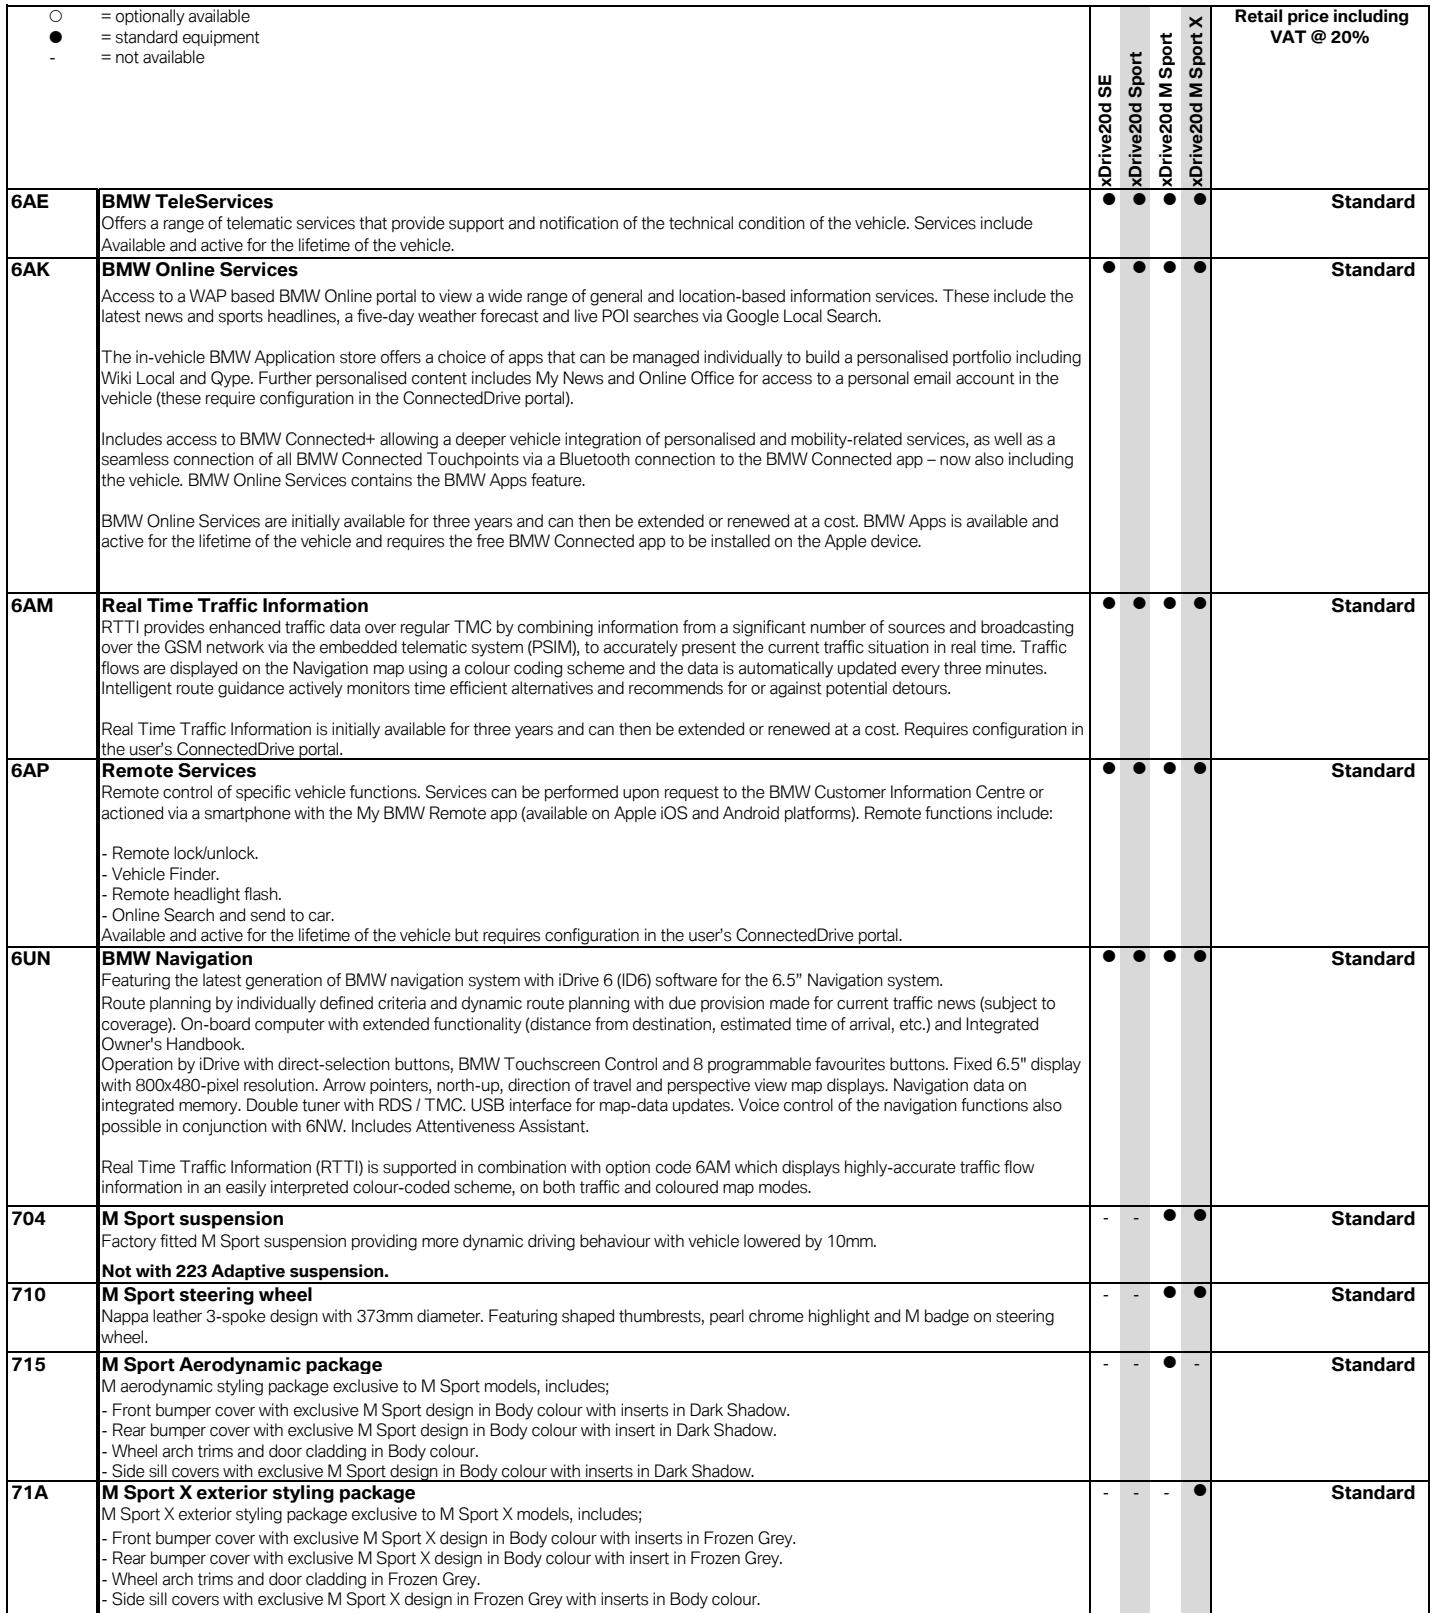 ○ = optionally available
● = standard equipment
- = not available
xDrive20d SE
xDrive20d Sport
xDrive20d M Sport
xDrive20d M Sport X
Retail price including
VAT @ 20%
6AE BMW TeleServices ● ● ● ● Standard
Offers a range of telematic services that provide support and notification of the technical condition of the vehicle. Services include
Available and active for the lifetime of the vehicle.
6AK BMW Online Services ● ● ● ● Standard
Access to a WAP based BMW Online portal to view a wide range of general and location-based information services. These include the
latest news and sports headlines, a five-day weather forecast and live POI searches via Google Local Search.
The in-vehicle BMW Application store offers a choice of apps that can be managed individually to build a personalised portfolio including
Wiki Local and Qype. Further personalised content includes My News and Online Office for access to a personal email account in the
vehicle (these require configuration in the ConnectedDrive portal).
Includes access to BMW Connected+ allowing a deeper vehicle integration of personalised and mobility-related services, as well as a
seamless connection of all BMW Connected Touchpoints via a Bluetooth connection to the BMW Connected app – now also including
the vehicle. BMW Online Services contains the BMW Apps feature.
BMW Online Services are initially available for three years and can then be extended or renewed at a cost. BMW Apps is available and
active for the lifetime of the vehicle and requires the free BMW Connected app to be installed on the Apple device.
6AM Real Time Traffic Information ● ● ● ● Standard
RTTI provides enhanced traffic data over regular TMC by combining information from a significant number of sources and broadcasting
over the GSM network via the embedded telematic system (PSIM), to accurately present the current traffic situation in real time. Traffic
flows are displayed on the Navigation map using a colour coding scheme and the data is automatically updated every three minutes.
Intelligent route guidance actively monitors time efficient alternatives and recommends for or against potential detours.
Real Time Traffic Information is initially available for three years and can then be extended or renewed at a cost. Requires configuration in
the user's ConnectedDrive portal.
6AP Remote Services ● ● ● ● Standard
Remote control of specific vehicle functions. Services can be performed upon request to the BMW Customer Information Centre or
actioned via a smartphone with the My BMW Remote app (available on Apple iOS and Android platforms). Remote functions include:
- Remote lock/unlock.
- Vehicle Finder.
- Remote headlight flash.
- Online Search and send to car.
Available and active for the lifetime of the vehicle but requires configuration in the user's ConnectedDrive portal.
6UN BMW Navigation ● ● ● ● Standard
Featuring the latest generation of BMW navigation system with iDrive 6 (ID6) software for the 6.5” Navigation system.
Route planning by individually defined criteria and dynamic route planning with due provision made for current traffic news (subject to
coverage). On-board computer with extended functionality (distance from destination, estimated time of arrival, etc.) and Integrated
Owner's Handbook.
Operation by iDrive with direct-selection buttons, BMW Touchscreen Control and 8 programmable favourites buttons. Fixed 6.5" display
with 800x480-pixel resolution. Arrow pointers, north-up, direction of travel and perspective view map displays. Navigation data on
integrated memory. Double tuner with RDS / TMC. USB interface for map-data updates. Voice control of the navigation functions also
possible in conjunction with 6NW. Includes Attentiveness Assistant.
Real Time Traffic Information (RTTI) is supported in combination with option code 6AM which displays highly-accurate traffic flow
information in an easily interpreted colour-coded scheme, on both traffic and coloured map modes.
704 M Sport suspension - - ● ● Standard
Factory fitted M Sport suspension providing more dynamic driving behaviour with vehicle lowered by 10mm.
Not with 223 Adaptive suspension.
710 M Sport steering wheel - - ● ● Standard
Nappa leather 3-spoke design with 373mm diameter. Featuring shaped thumbrests, pearl chrome highlight and M badge on steering
wheel.
715 M Sport Aerodynamic package - - ● - Standard
M aerodynamic styling package exclusive to M Sport models, includes;
- Front bumper cover with exclusive M Sport design in Body colour with inserts in Dark Shadow.
- Rear bumper cover with exclusive M Sport design in Body colour with insert in Dark Shadow.
- Wheel arch trims and door cladding in Body colour.
- Side sill covers with exclusive M Sport design in Body colour with inserts in Dark Shadow.
71A M Sport X exterior styling package - - - ● Standard
M Sport X exterior styling package exclusive to M Sport X models, includes;
- Front bumper cover with exclusive M Sport X design in Body colour with inserts in Frozen Grey.
- Rear bumper cover with exclusive M Sport X design in Body colour with insert in Frozen Grey.
- Wheel arch trims and door cladding in Frozen Grey.
- Side sill covers with exclusive M Sport X design in Frozen Grey with inserts in Body colour.